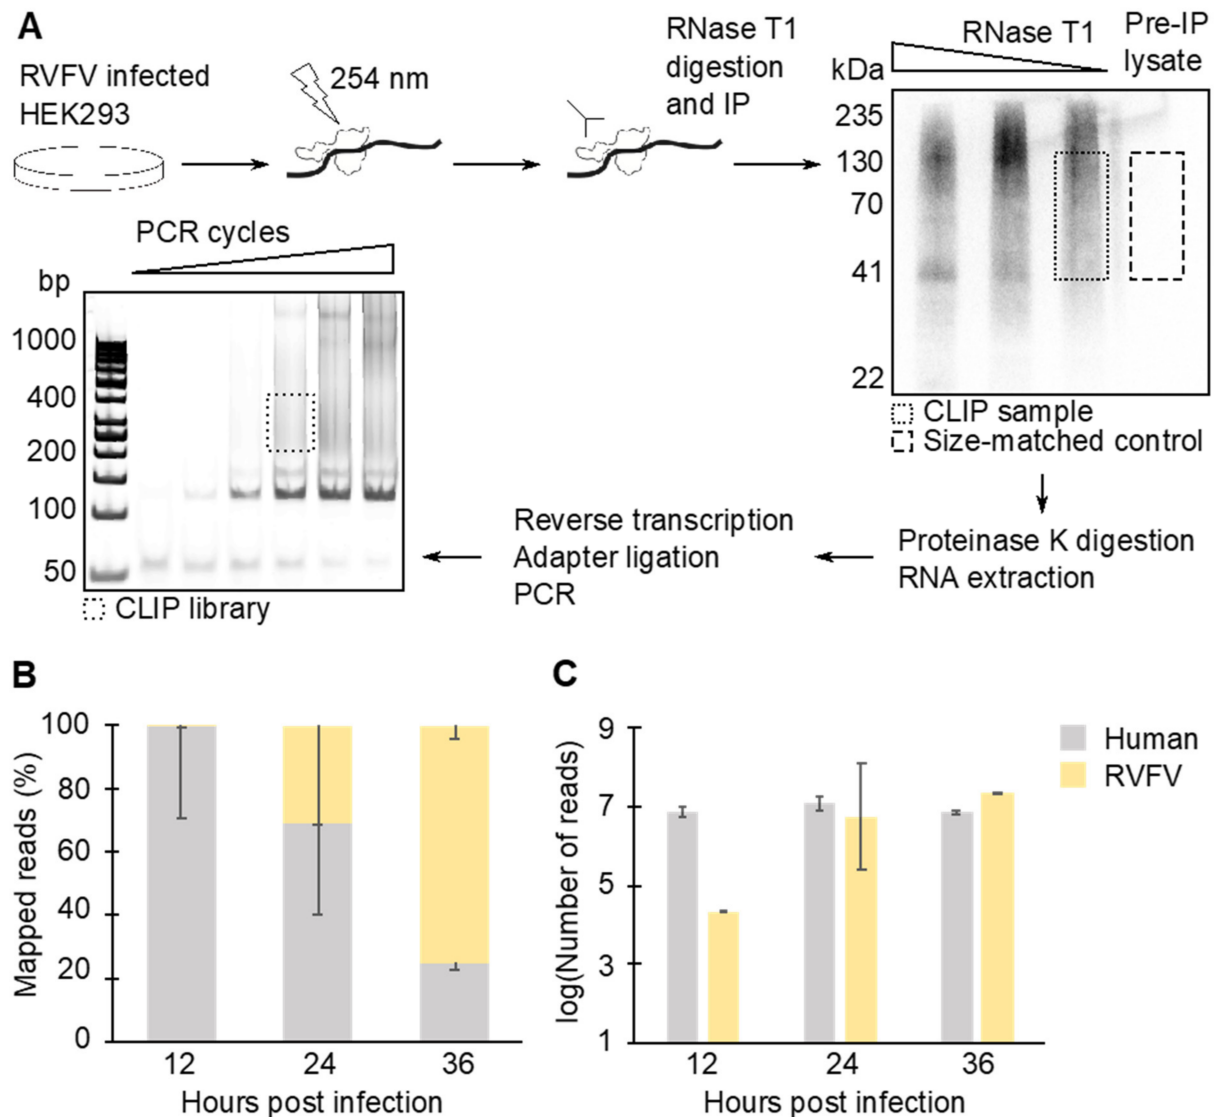 A
RVFV infected
HEK293
254 nm
RNase T1
digestion
and IP
RNase T1
Pre-IP
lysate
kDa
235
130
70
41
22
CLIP sample
Size-matched control
Proteinase K digestion
RNA extraction
Reverse transcription
Adapter ligation
PCR
PCR cycles
bp
1000
400
200
100
50
CLIP library
B
Mapped reads (%)
100
80
60
40
20
0
12 24 36
Hours post infection
C
log(Number of reads)
9
7
5
3
1
12 24 36
Hours post infection
Human
RVFV